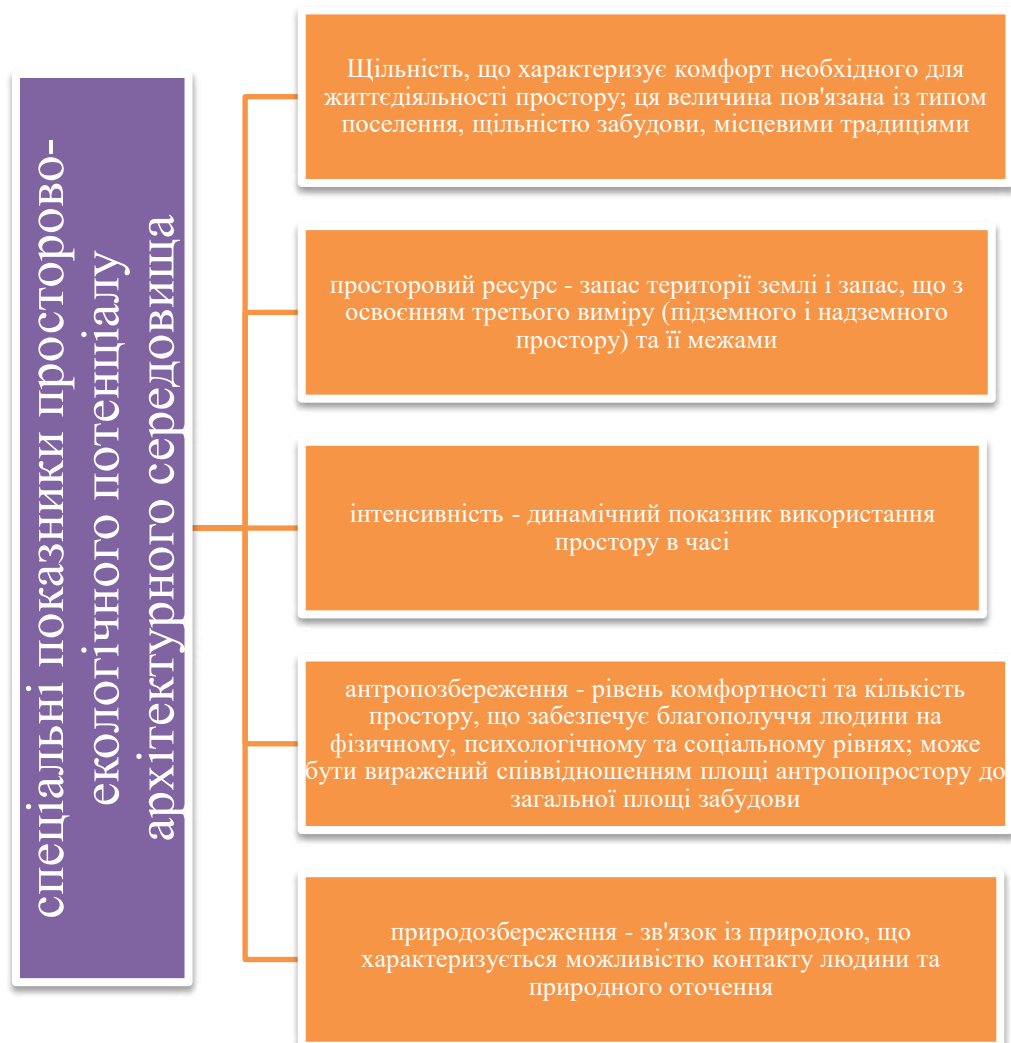 спеціальні показники просторово-
екологічного потенціалу
архітектурного середовища
Щільність, що характеризує комфорт необхідного для
життєдіяльності простору; ця величина пов'язана із типом
поселення, щільністю забудови, місцевими традиціями
просторовий ресурс - запас території землі і запас, що з
освоєнням третього виміру (підземного і надземного
простору) та її межами
інтенсивність - динамічний показник використання
простору в часі
антропозбереження - рівень комфортності та кількість
простору, що забезпечує благополуччя людини на
фізичному, психологічному та соціальному рівнях; може
бути виражений співвідношенням площі антропопростору до
загальної площі забудови
природозбереження - зв'язок із природою, що
характеризується можливістю контакту людини та
природного оточення